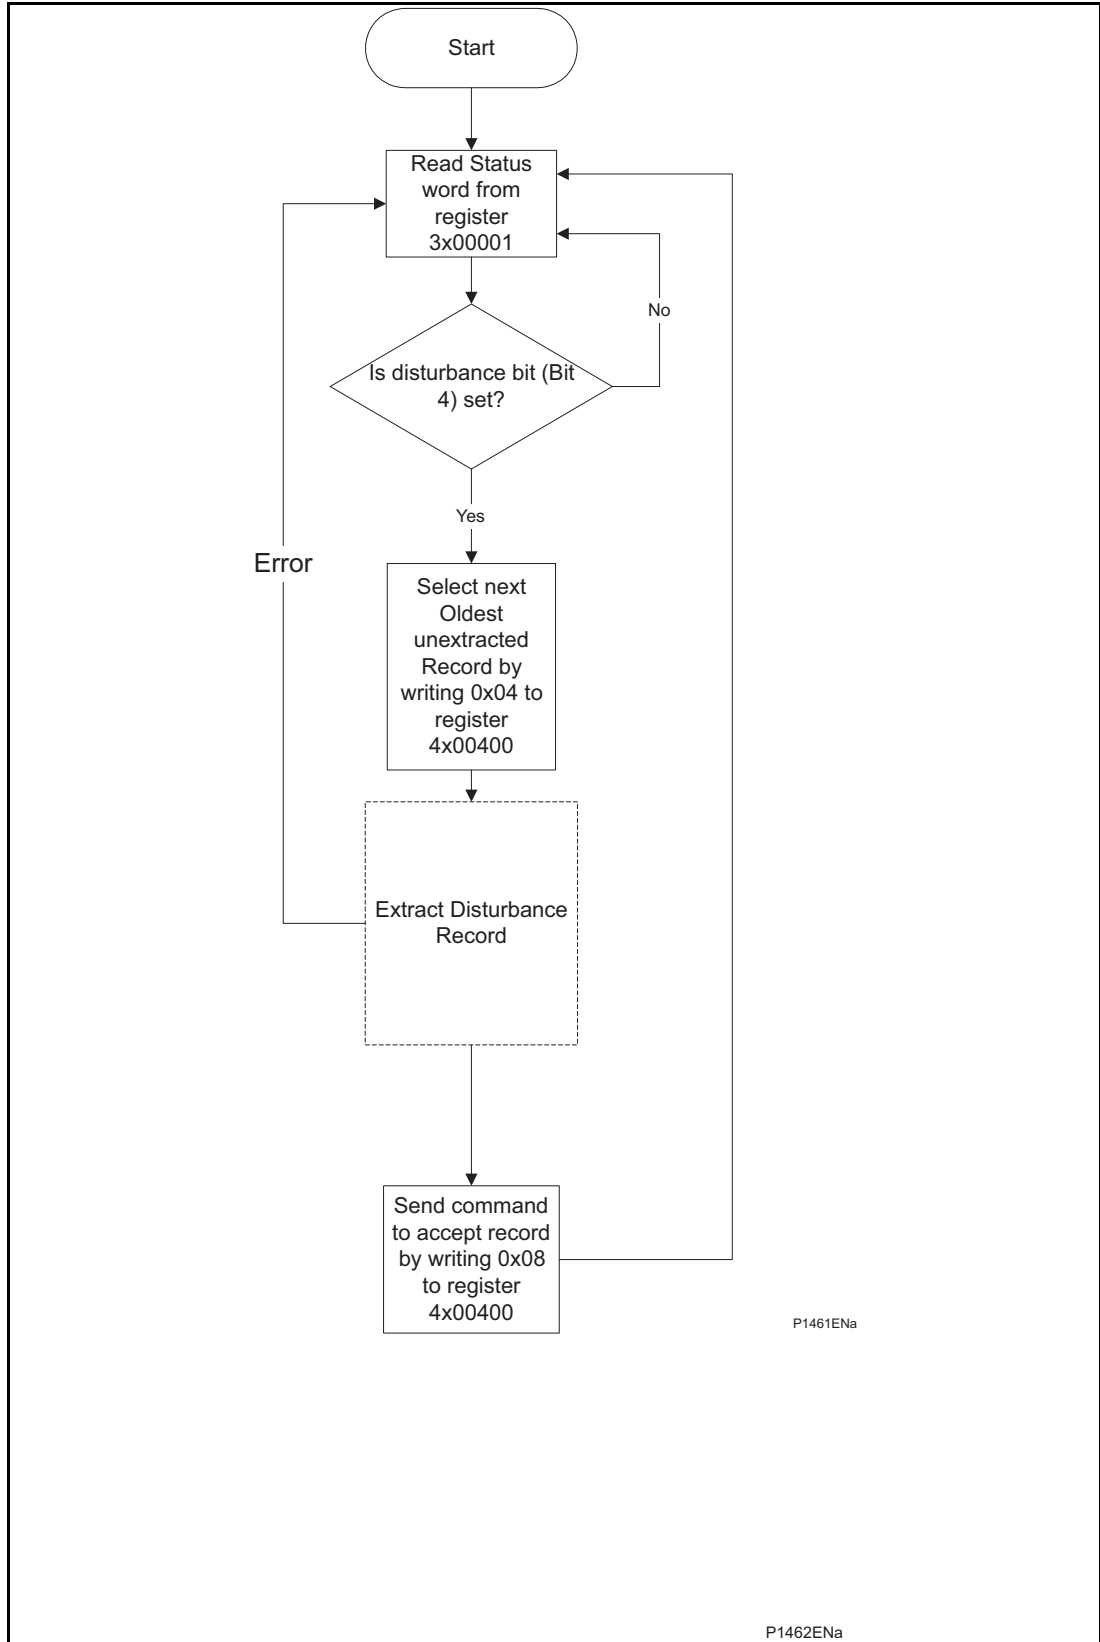 Start
Read Status
word from
register
3x00001
No
Is disturbance bit (Bit
4) set?
Yes
Error
Select next
Oldest
unextracted
Record by
writing 0x04 to
register
4x00400
Extract Disturbance
Record
Send command
to accept record
by writing 0x08
to register
4x00400
P1461ENa
P1462ENa